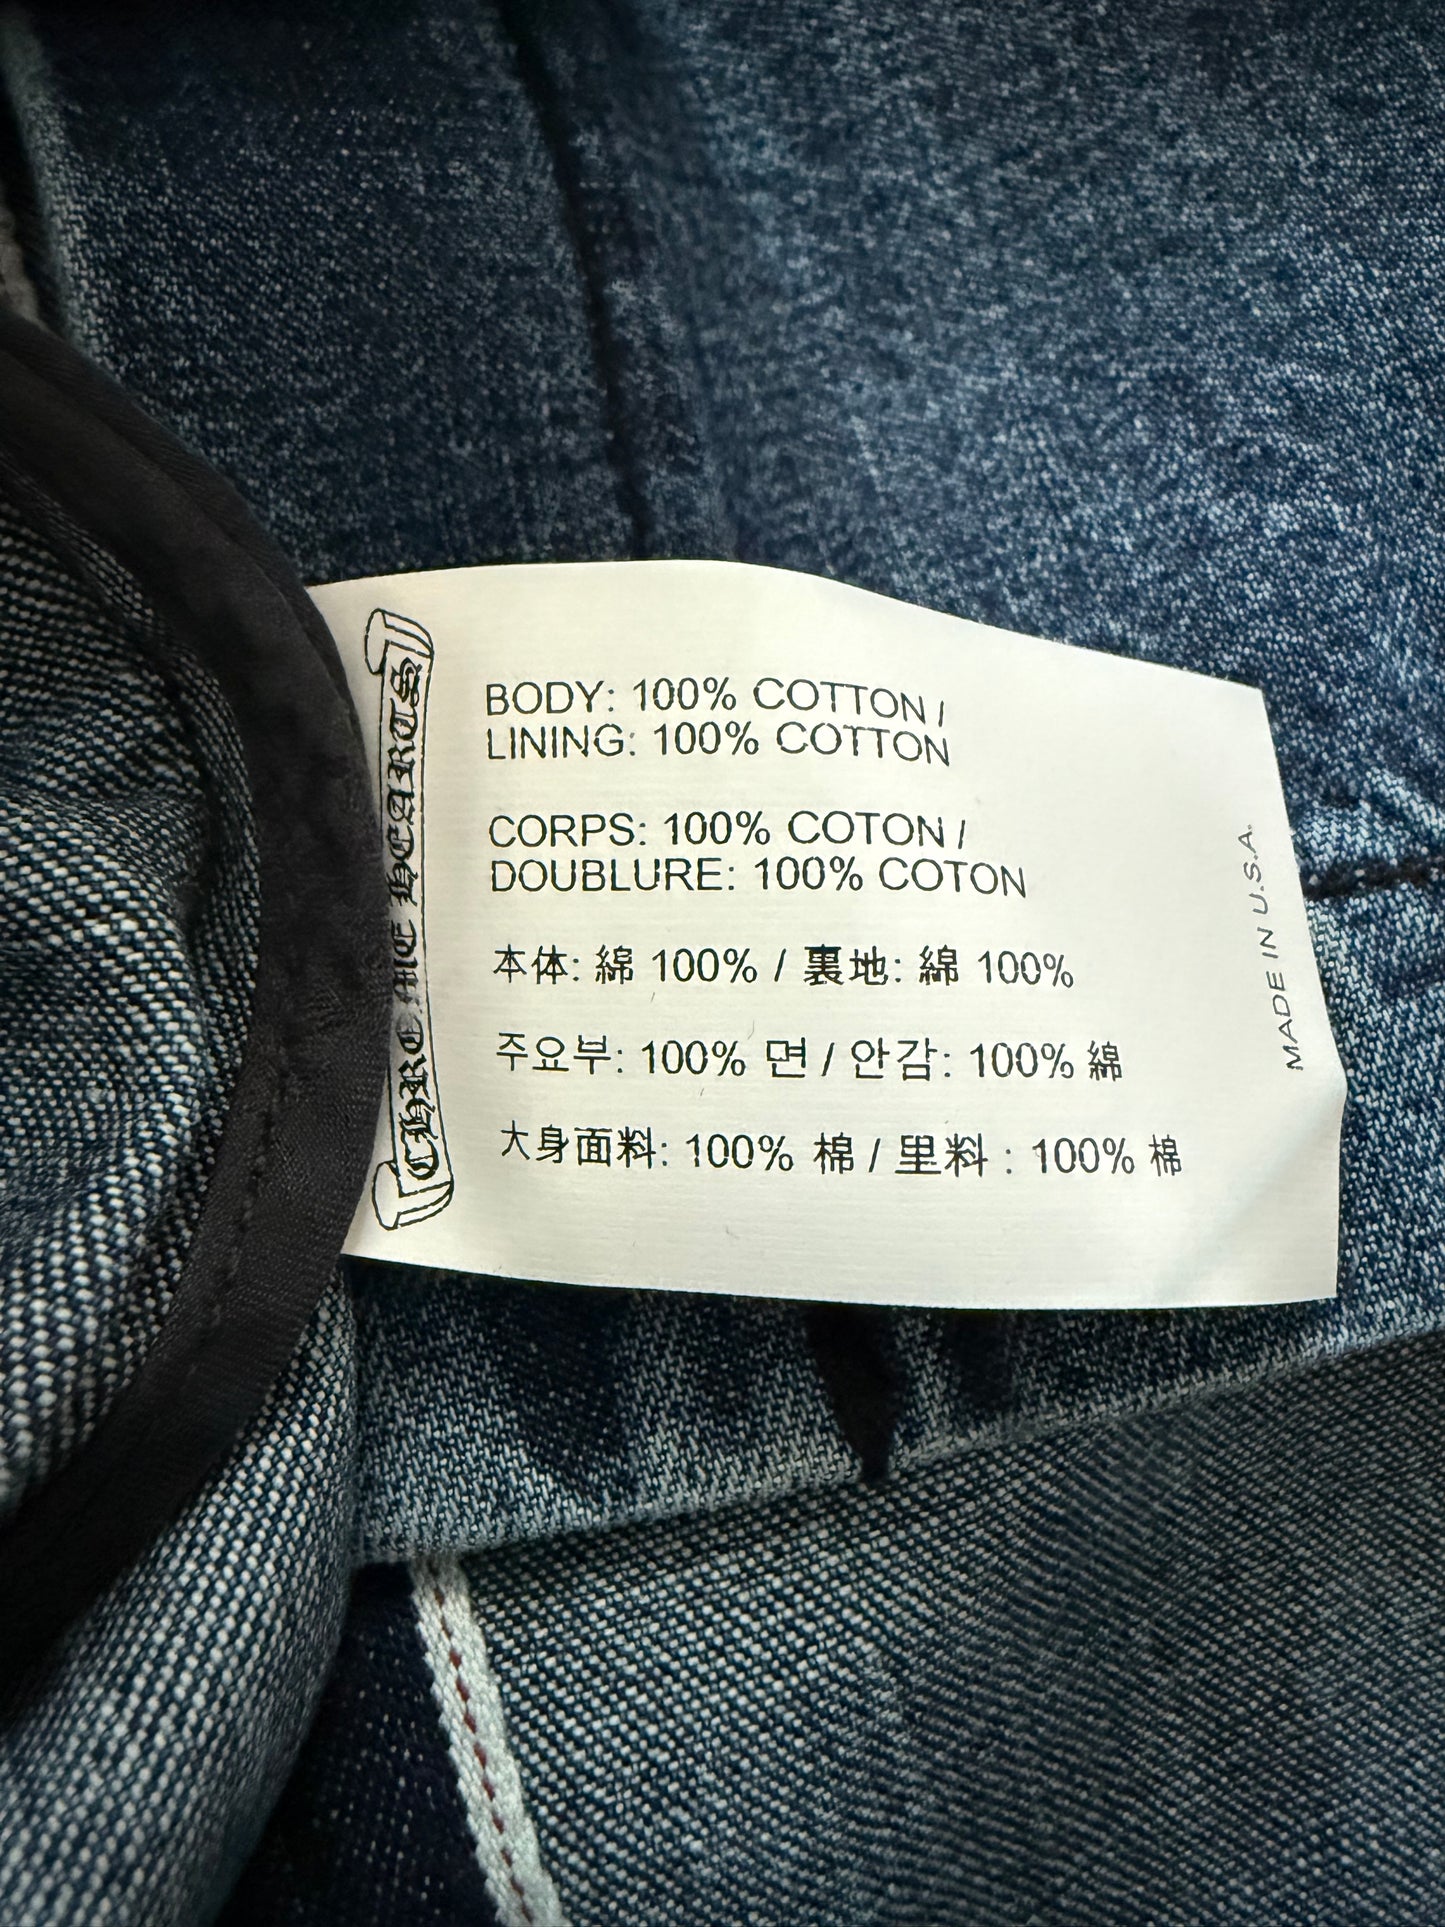 CHROME HEARTS
BODY: 100% COTTON /
LINING: 100% COTTON
CORPS: 100% COTON /
DOUBLURE: 100% COTON
本体: 綿 100% / 裏地: 綿 100%
주요부: 100% 면 / 안감: 100% 綿
大身面料: 100% 棉 / 里料 : 100% 棉
MADE IN U.S.A.